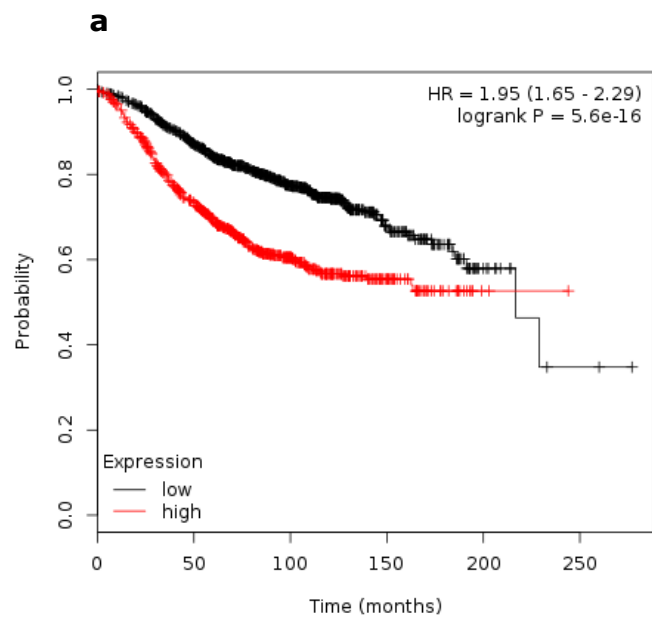 a
HR = 1.95 (1.65 - 2.29)
logrank P = 5.6e-16
Probability
1.0
0.8
0.6
0.4
0.2
0.0
Expression
low
high
0 50 100 150 200 250
Time (months)